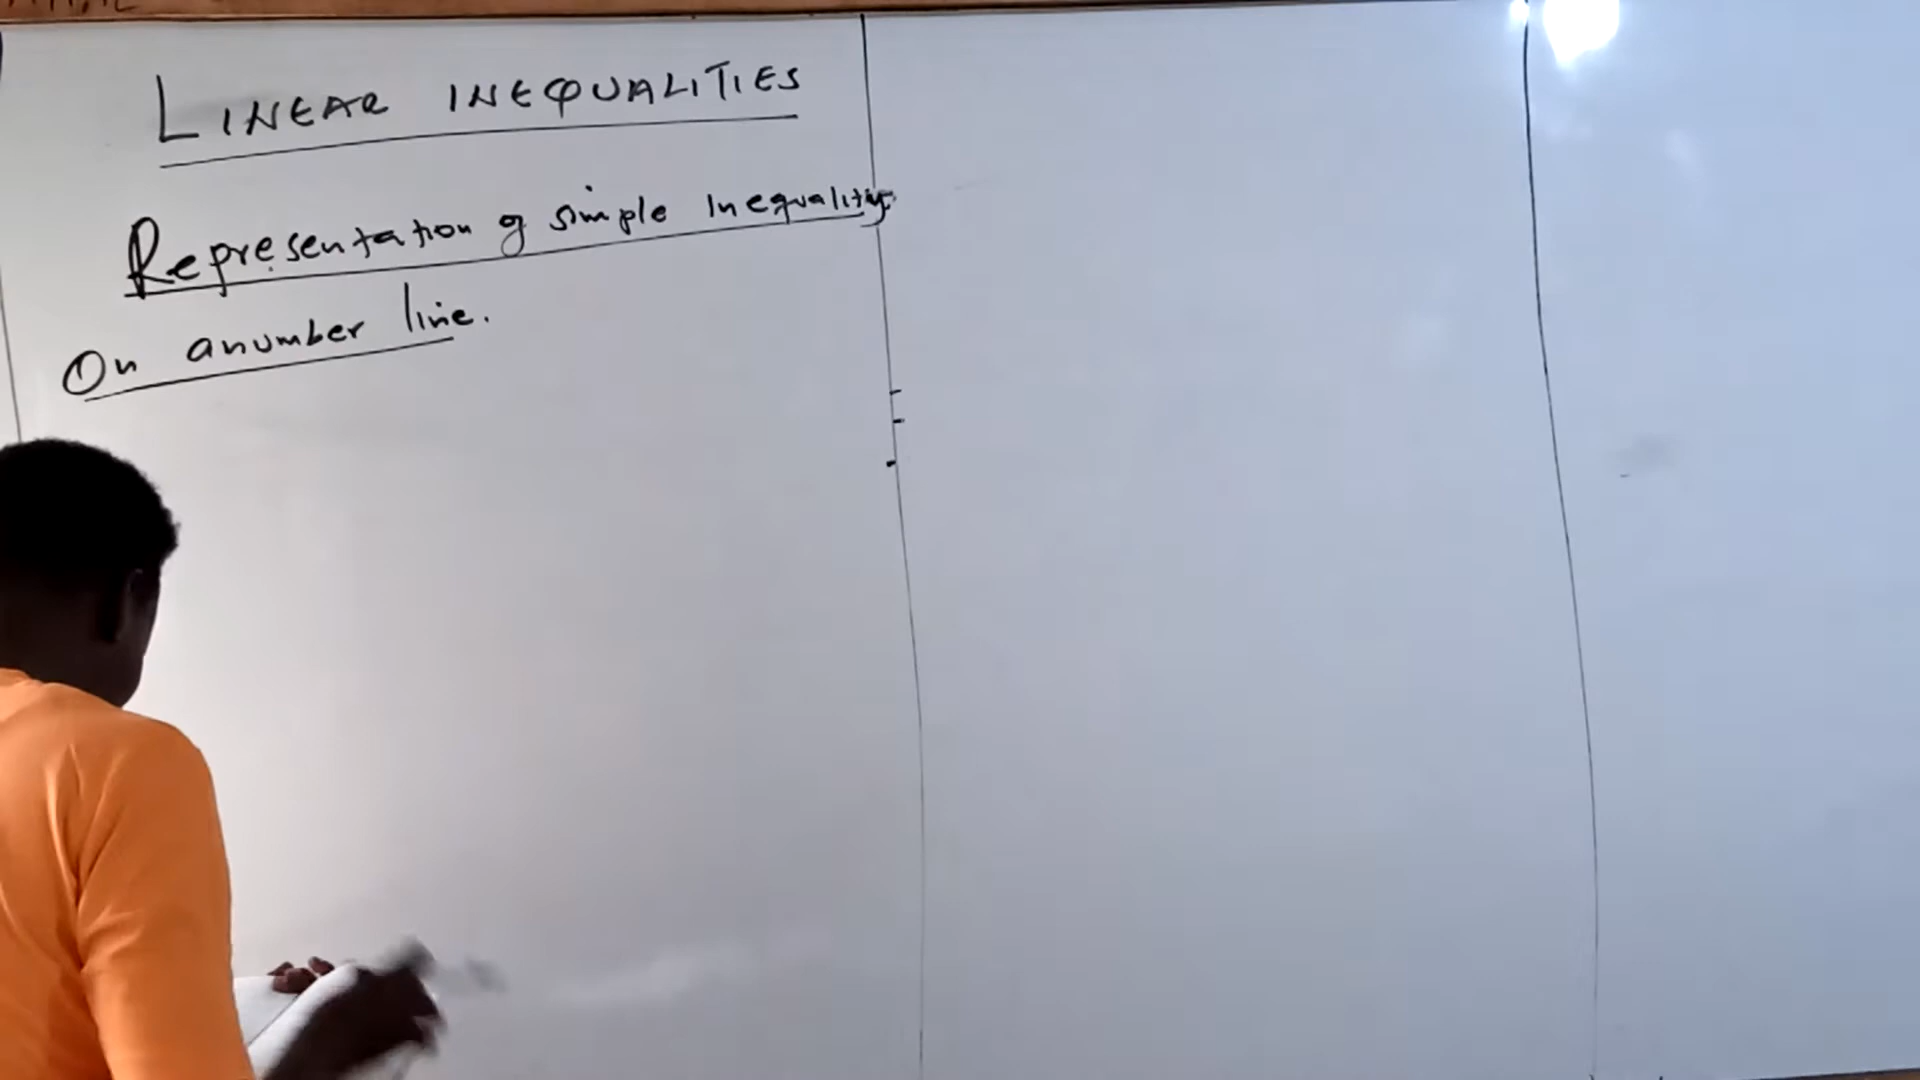 LINEAR INEQUALITIES
Representation of simple Inequality
On anumber line.